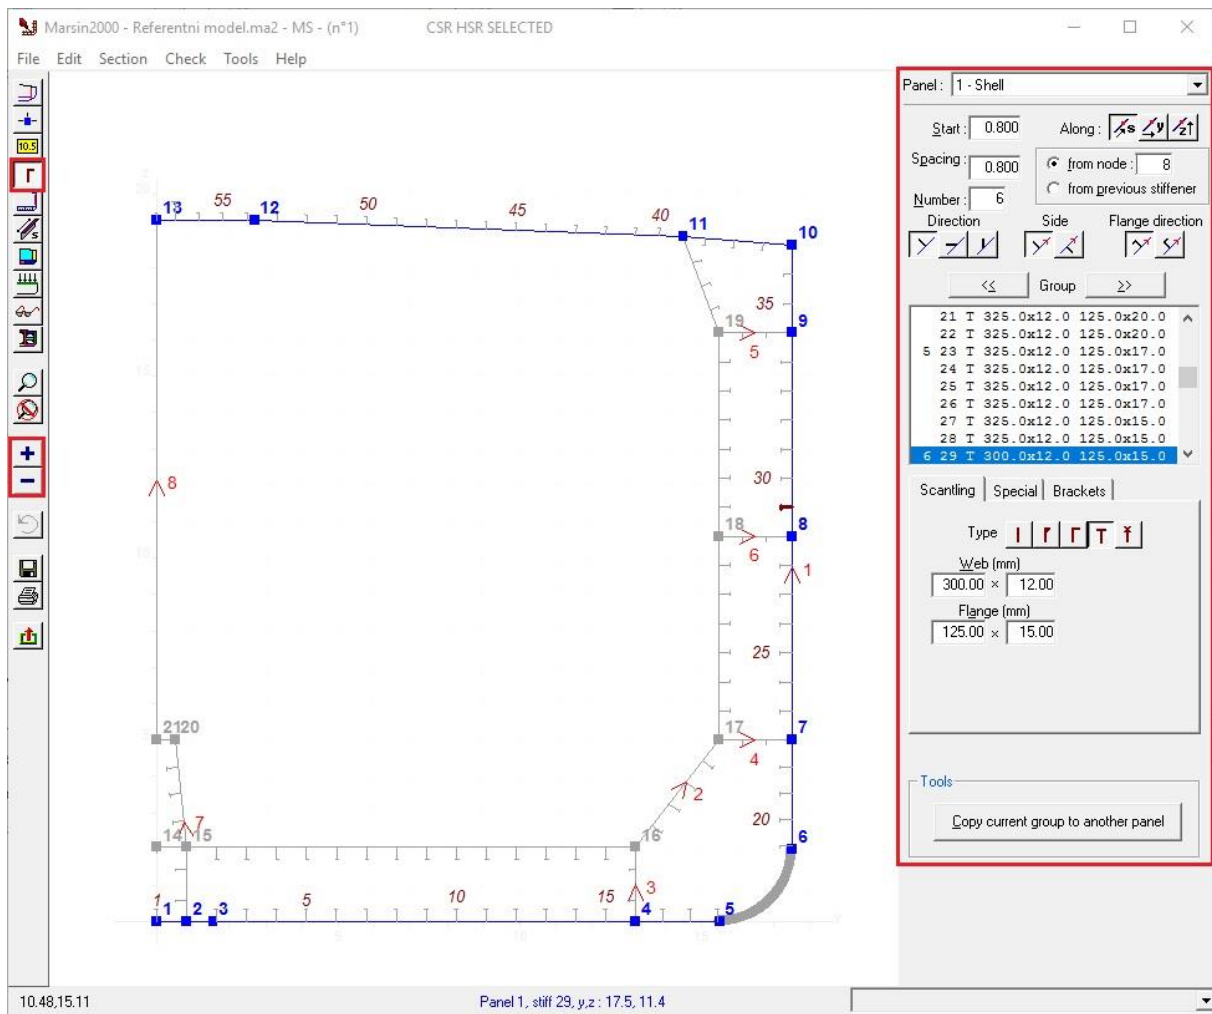 Marsin2000 - Referentni model.ma2 - MS - (n°1) CSR HSR SELECTED
File Edit Section Check Tools Help
10.5
Panel : 1 - Shell
Start : 0.800 Along : s y z
Spacing : 0.800 from node : 8
from previous stiffener
Number : 6
Direction Side Flange direction
<< Group >>
21 T 325.0x12.0 125.0x20.0
22 T 325.0x12.0 125.0x20.0
5 23 T 325.0x12.0 125.0x17.0
24 T 325.0x12.0 125.0x17.0
25 T 325.0x12.0 125.0x17.0
26 T 325.0x12.0 125.0x17.0
27 T 325.0x12.0 125.0x15.0
28 T 325.0x12.0 125.0x15.0
6 29 T 300.0x12.0 125.0x15.0
Scantling Special Brackets
Type
Web (mm)
300.00 × 12.00
Flange (mm)
125.00 × 15.00
Tools
Copy current group to another panel
55 50 45 40
13 12 11 10
35
19 9
5
30
8
18 8
6
1
25
17 7
4
2120
2
20
7
14 15 16 6
3
1 5 10 15
1 2 3 4 5
10.48,15.11 Panel 1, stiff 29, y,z : 17.5, 11.4